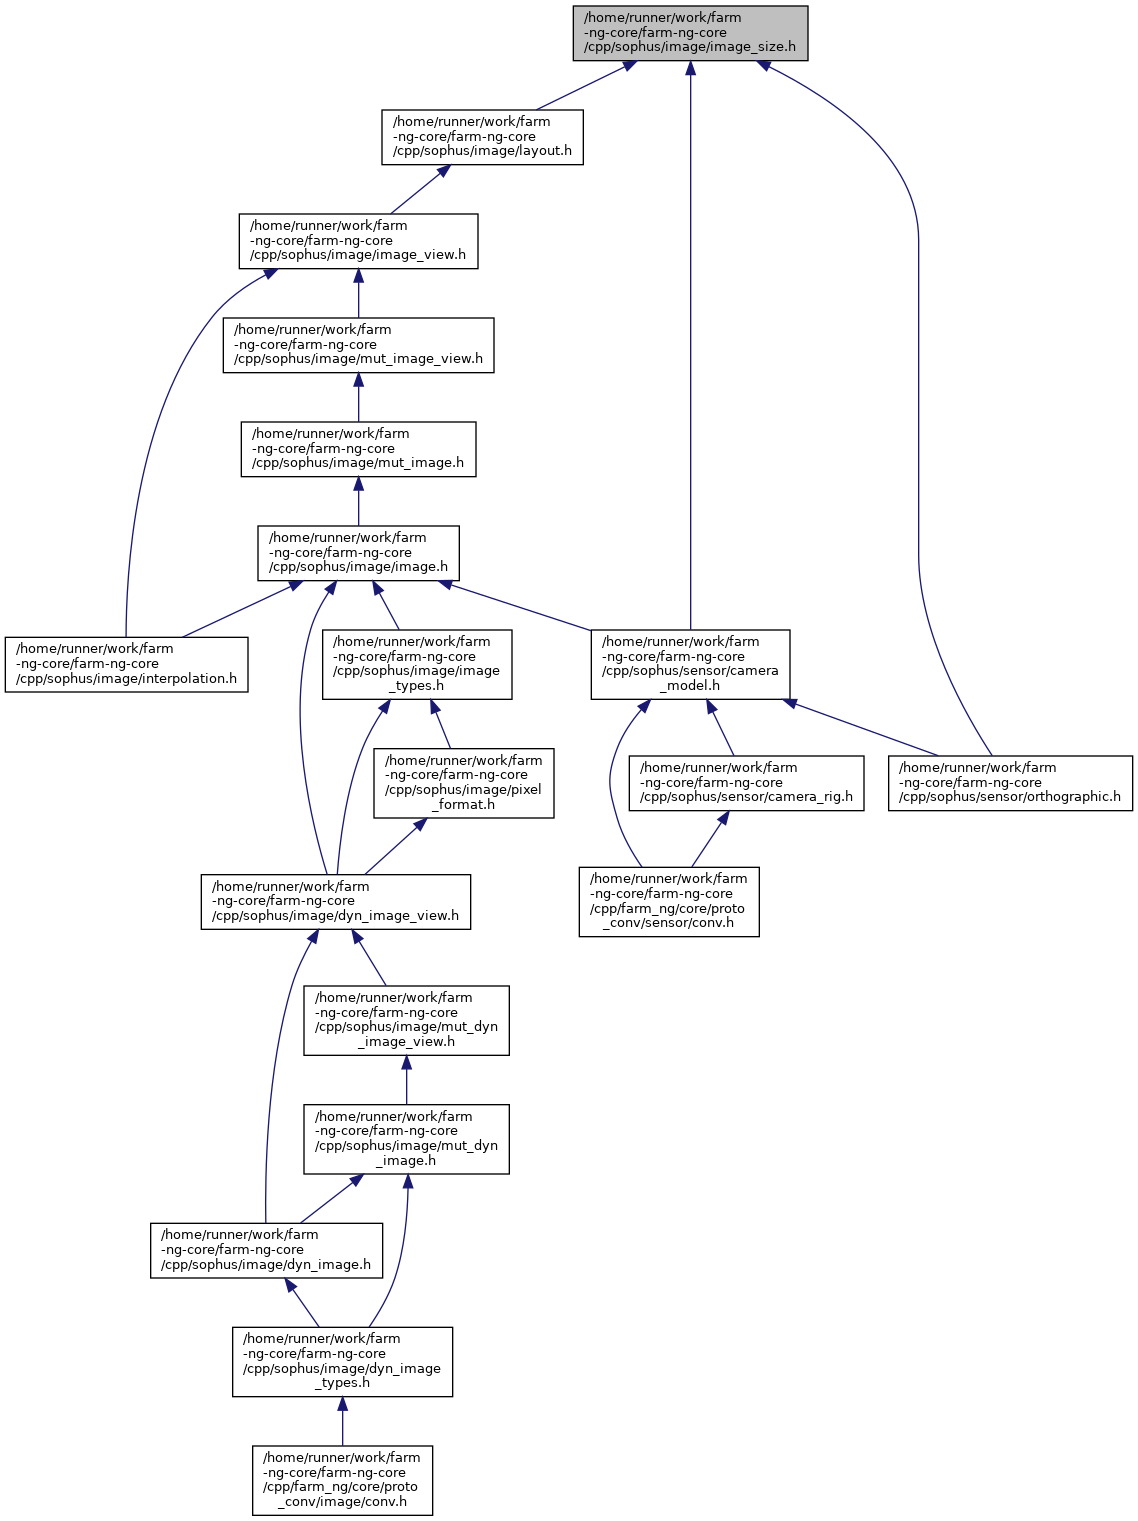 /home/runner/work/farm
-ng-core/farm-ng-core
/cpp/sophus/image/image_size.h
/home/runner/work/farm
-ng-core/farm-ng-core
/cpp/sophus/image/layout.h
/home/runner/work/farm
-ng-core/farm-ng-core
/cpp/sophus/image/image_view.h
/home/runner/work/farm
-ng-core/farm-ng-core
/cpp/sophus/image/mut_image_view.h
/home/runner/work/farm
-ng-core/farm-ng-core
/cpp/sophus/image/mut_image.h
/home/runner/work/farm
-ng-core/farm-ng-core
/cpp/sophus/image/image.h
/home/runner/work/farm
-ng-core/farm-ng-core
/cpp/sophus/image/interpolation.h
/home/runner/work/farm
-ng-core/farm-ng-core
/cpp/sophus/image/image
_types.h
/home/runner/work/farm
-ng-core/farm-ng-core
/cpp/sophus/sensor/camera
_model.h
/home/runner/work/farm
-ng-core/farm-ng-core
/cpp/sophus/image/pixel
_format.h
/home/runner/work/farm
-ng-core/farm-ng-core
/cpp/sophus/sensor/camera_rig.h
/home/runner/work/farm
-ng-core/farm-ng-core
/cpp/sophus/sensor/orthographic.h
/home/runner/work/farm
-ng-core/farm-ng-core
/cpp/sophus/image/dyn_image_view.h
/home/runner/work/farm
-ng-core/farm-ng-core
/cpp/farm_ng/core/proto
_conv/sensor/conv.h
/home/runner/work/farm
-ng-core/farm-ng-core
/cpp/sophus/image/mut_dyn
_image_view.h
/home/runner/work/farm
-ng-core/farm-ng-core
/cpp/sophus/image/mut_dyn
_image.h
/home/runner/work/farm
-ng-core/farm-ng-core
/cpp/sophus/image/dyn_image.h
/home/runner/work/farm
-ng-core/farm-ng-core
/cpp/sophus/image/dyn_image
_types.h
/home/runner/work/farm
-ng-core/farm-ng-core
/cpp/farm_ng/core/proto
_conv/image/conv.h